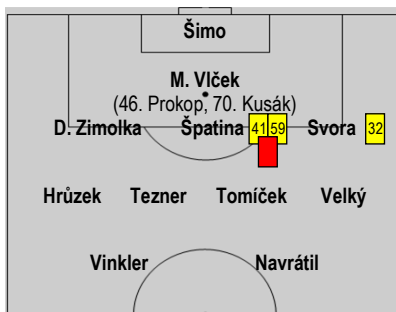 Šimo
M. Vlček
(46. Prokop, 70. Kusák)
D. Zimolka Špatina 41 59 Svora 32
Hrůzek Tezner Tomíček Velký
Vinkler Navrátil